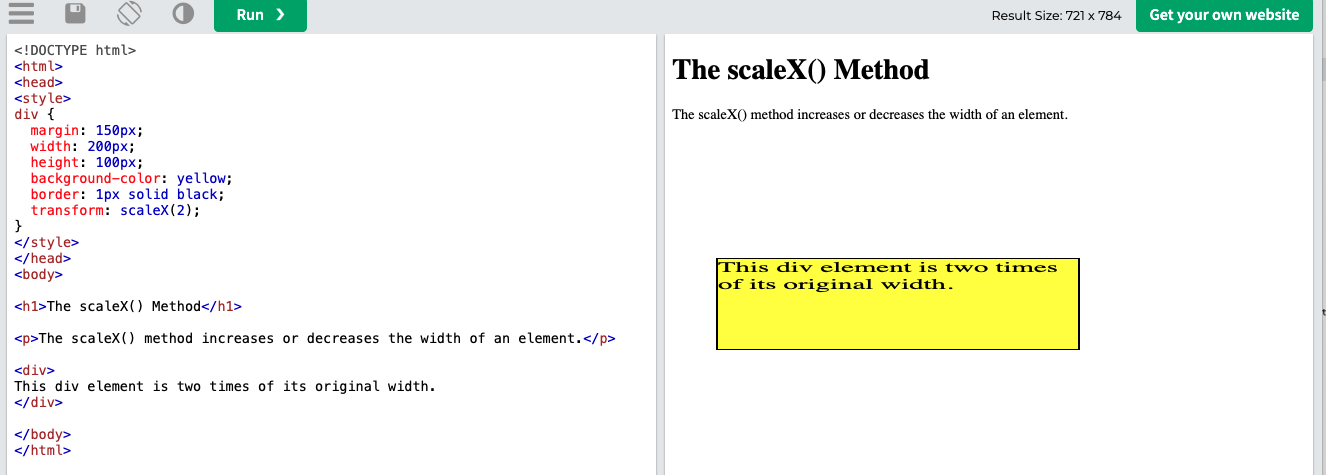 Run ❯
Result Size: 721 x 784
Get your own website
<!DOCTYPE html>
<html>
<head>
<style>
div {
  margin: 150px;
  width: 200px;
  height: 100px;
  background-color: yellow;
  border: 1px solid black;
  transform: scaleX(2);
}
</style>
</head>
<body>

<h1>The scaleX() Method</h1>

<p>The scaleX() method increases or decreases the width of an element.</p>

<div>
This div element is two times of its original width.
</div>

</body>
</html>
The scaleX() Method
The scaleX() method increases or decreases the width of an element.
This div element is two times
of its original width.